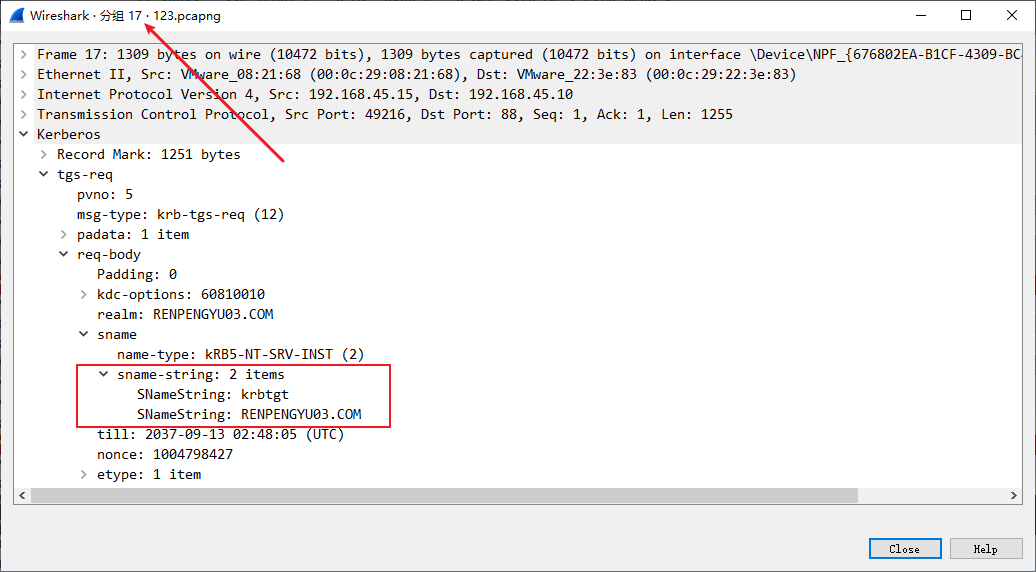 Wireshark · 分组 17 · 123.pcapng
Frame 17: 1309 bytes on wire (10472 bits), 1309 bytes captured (10472 bits) on interface \Device\NPF_{676802EA-B1CF-4309-BC
Ethernet II, Src: VMware_08:21:68 (00:0c:29:08:21:68), Dst: VMware_22:3e:83 (00:0c:29:22:3e:83)
Internet Protocol Version 4, Src: 192.168.45.15, Dst: 192.168.45.10
Transmission Control Protocol, Src Port: 49216, Dst Port: 88, Seq: 1, Ack: 1, Len: 1255
Kerberos
Record Mark: 1251 bytes
tgs-req
pvno: 5
msg-type: krb-tgs-req (12)
padata: 1 item
req-body
Padding: 0
kdc-options: 60810010
realm: RENPENGYU03.COM
sname
name-type: kRB5-NT-SRV-INST (2)
sname-string: 2 items
SNameString: krbtgt
SNameString: RENPENGYU03.COM
till: 2037-09-13 02:48:05 (UTC)
nonce: 1004798427
etype: 1 item
Close
Help